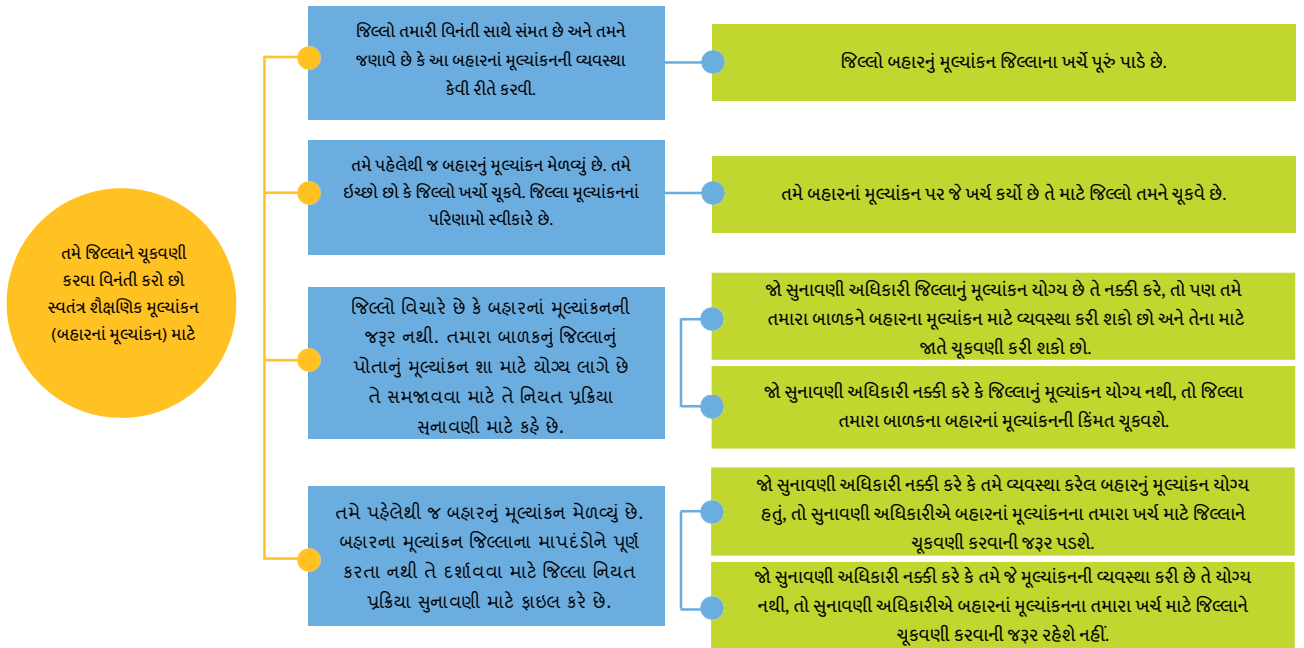 તમે જિલ્લાને ચૂકવણી
કરવા વિનંતી કરો છો
સ્વતંત્ર શૈક્ષણિક મૂલ્યાંકન
(બહારનાં મૂલ્યાંકન) માટે
જિલ્લો તમારી વિનંતી સાથે સંમત છે અને તમને
જણાવે છે કે આ બહારનાં મૂલ્યાંકનની વ્યવસ્થા
કેવી રીતે કરવી.
જિલ્લો બહારનું મૂલ્યાંકન જિલ્લાના ખર્ચે પૂરું પાડે છે.
તમે પહેલેથી જ બહારનું મૂલ્યાંકન મેળવ્યું છે. તમે
ઇચ્છો છો કે જિલ્લો ખર્ચો ચૂકવે. જિલ્લા મૂલ્યાંકનનાં
પરિણામો સ્વીકારે છે.
તમે બહારનાં મૂલ્યાંકન પર જે ખર્ચ કર્યો છે તે માટે જિલ્લો તમને ચૂકવે છે.
જિલ્લો વિચારે છે કે બહારનાં મૂલ્યાંકનની
જરૂર નથી. તમારા બાળકનું જિલ્લાનું
પોતાનું મૂલ્યાંકન શા માટે યોગ્ય લાગે છે
તે સમજાવવા માટે તે નિયત પ્રક્રિયા
સુનાવણી માટે કહે છે.
જો સુનાવણી અધિકારી જિલ્લાનું મૂલ્યાંકન યોગ્ય છે તે નક્કી કરે, તો પણ તમે
તમારા બાળકને બહારના મૂલ્યાંકન માટે વ્યવસ્થા કરી શકો છો અને તેના માટે
જાતે ચૂકવણી કરી શકો છો.
જો સુનાવણી અધિકારી નક્કી કરે કે જિલ્લાનું મૂલ્યાંકન યોગ્ય નથી, તો જિલ્લા
તમારા બાળકના બહારનાં મૂલ્યાંકનની કિંમત ચૂકવશે.
તમે પહેલેથી જ બહારનું મૂલ્યાંકન મેળવ્યું છે.
બહારના મૂલ્યાંકન જિલ્લાના માપદંડોને પૂર્ણ
કરતા નથી તે દર્શાવવા માટે જિલ્લા નિયત
પ્રક્રિયા સુનાવણી માટે ફાઇલ કરે છે.
જો સુનાવણી અધિકારી નક્કી કરે કે તમે વ્યવસ્થા કરેલ બહારનું મૂલ્યાંકન યોગ્ય
હતું, તો સુનાવણી અધિકારીએ બહારનાં મૂલ્યાંકનના તમારા ખર્ચ માટે જિલ્લાને
ચૂકવણી કરવાની જરૂર પડશે.
જો સુનાવણી અધિકારી નક્કી કરે કે તમે જે મૂલ્યાંકનની વ્યવસ્થા કરી છે તે યોગ્ય
નથી, તો સુનાવણી અધિકારીએ બહારનાં મૂલ્યાંકનના તમારા ખર્ચ માટે જિલ્લાને
ચૂકવણી કરવાની જરૂર રહેશે નહીં.